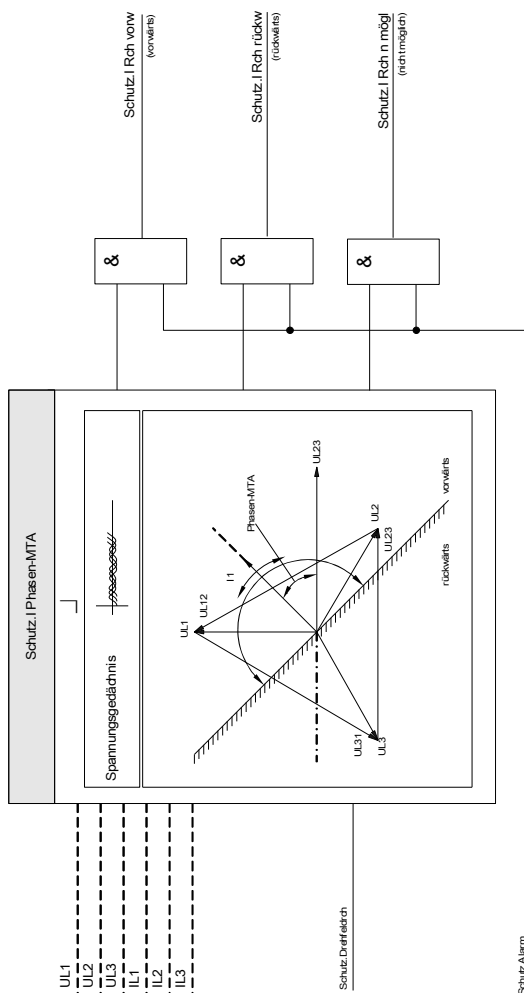 Schutz.I Rch vorw
(vorwärts)
Schutz.I Rch rückw
(rückwärts)
Schutz.I Rch n mögl
(nicht möglich)
&
&
&
Schutz.I Phasen-MTA
Spannungsgedächnis
UL23
Phasen-MTA
I1
UL12
UL1
UL2
UL23
vorwärts
rückwärts
UL31
UL3
UL1
UL2
UL3
IL1
IL2
IL3
Schutz.Drehfeldrch
Schutz.Alarm